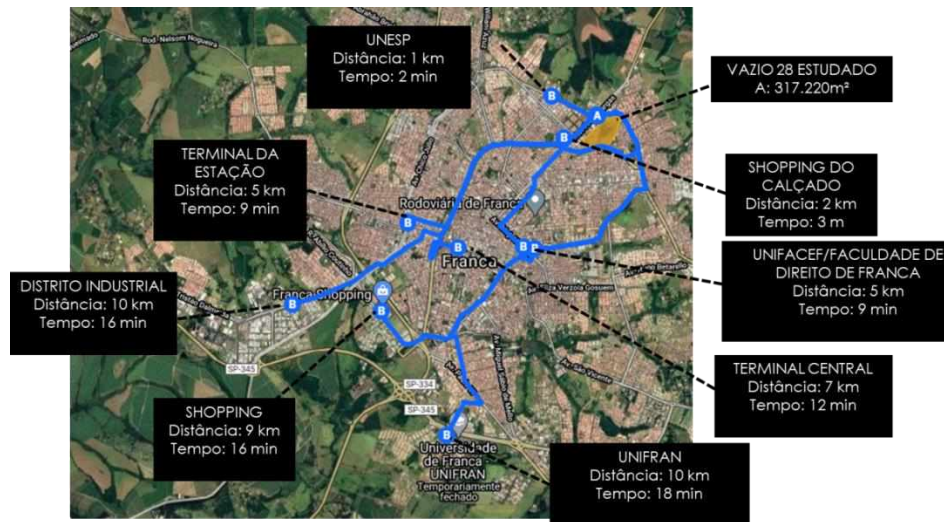 UNESP
Distância: 1 km
Tempo: 2 min
VAZIO 28 ESTUDADO
A: 317.220m²
TERMINAL DA
ESTAÇÃO
Distância: 5 km
Tempo: 9 min
SHOPPING DO
CALÇADO
Distância: 2 km
Tempo: 3 m
UNIFACEF/FACULDADE DE
DIREITO DE FRANCA
Distância: 5 km
Tempo: 9 min
DISTRITO INDUSTRIAL
Distância: 10 km
Tempo: 16 min
TERMINAL CENTRAL
Distância: 7 km
Tempo: 12 min
SHOPPING
Distância: 9 km
Tempo: 16 min
UNIFRAN
Distância: 10 km
Tempo: 18 min
Rod. Nelsom Nogueira
B
A
B
Rodoviária de Franca
B
B
B
Franca
Franca Shopping
B
B
SP-345
SP-334
SP-345
B
Universidade
de Franca -
UNIFRAN
Temporariamente
fechado